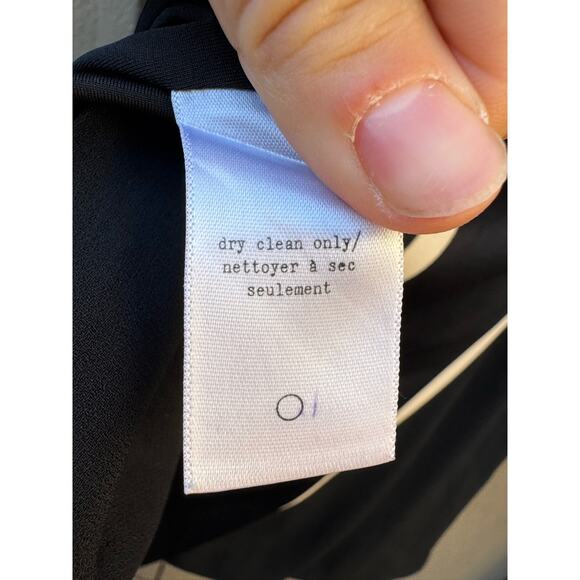 dry clean only/
nettoyer à sec
seulement